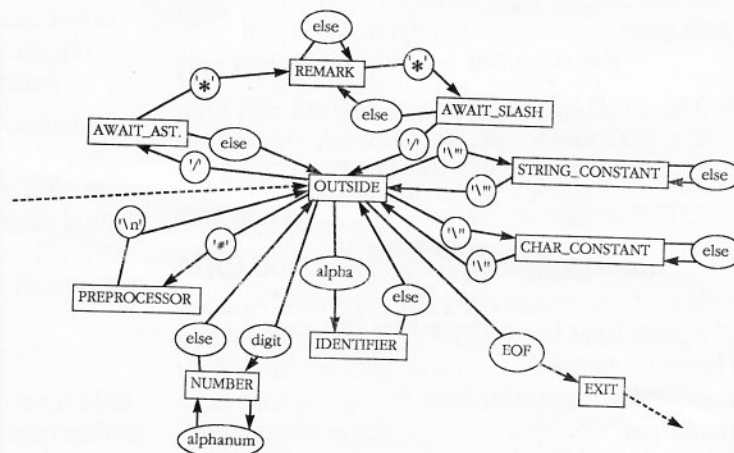 else
REMARK
'*'
'*'
else
AWAIT_SLASH
AWAIT_AST.
else
'/'
'/'
'\'''
STRING_CONSTANT
else
OUTSIDE
'\'''
'\n'
'#'
'\''
CHAR_CONSTANT
'\''
else
alpha
else
PREPROCESSOR
else
digit
IDENTIFIER
EOF
NUMBER
EXIT
alphanum